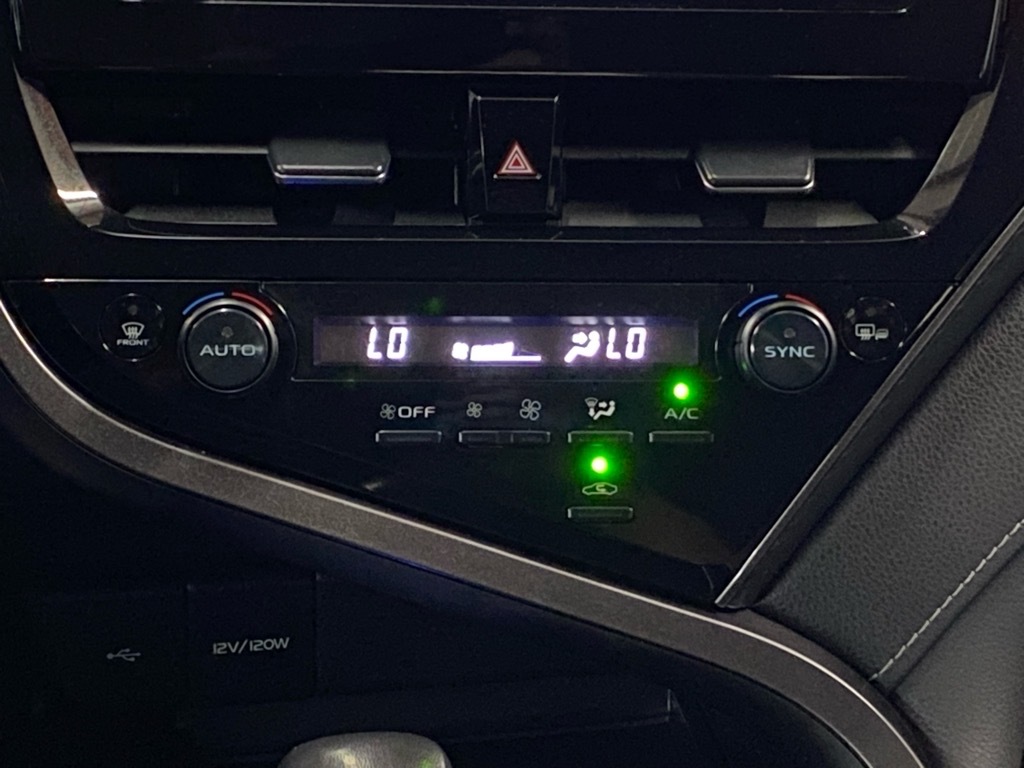 FRONT
AUTO
LO
LO
SYNC
OFF
A/C
12V/120W